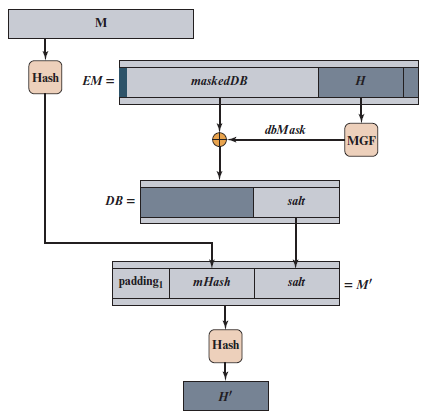 M
Hash
EM =
maskedDB
H
dbMask
MGF
DB =
salt
padding₁
mHash
salt
= M′
Hash
H′